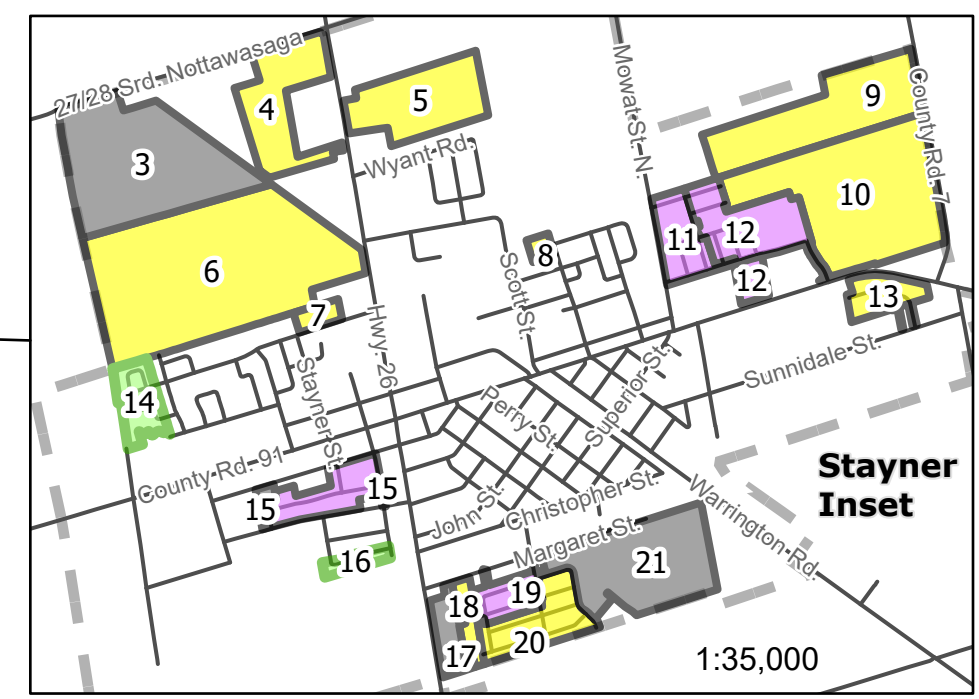 27/28 Srd. Nottawasaga
Mowat St. N.
County Rd. 7
9
4
5
3
Wyant Rd.
10
11
12
8
6
12
13
7
Scott St.
Hwy. 26
Stayner St.
Superior St.
Sunnidale St.
14
Perry St.
County Rd. 91
Stayner
Inset
15
15
John St.
Christopher St.
Warrington Rd.
Margaret St.
16
21
19
18
20
17
1:35,000